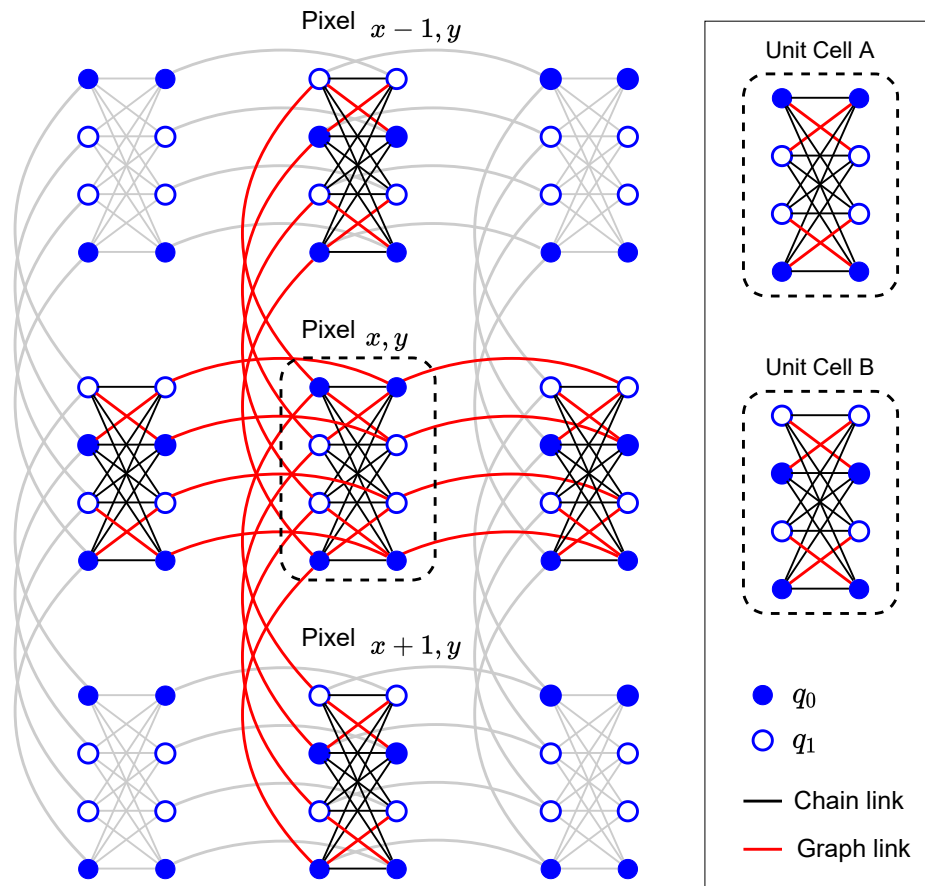 Pixel x − 1, y
Pixel x, y
Pixel x + 1, y
Unit Cell A
Unit Cell B
q0
q1
Chain link
Graph link